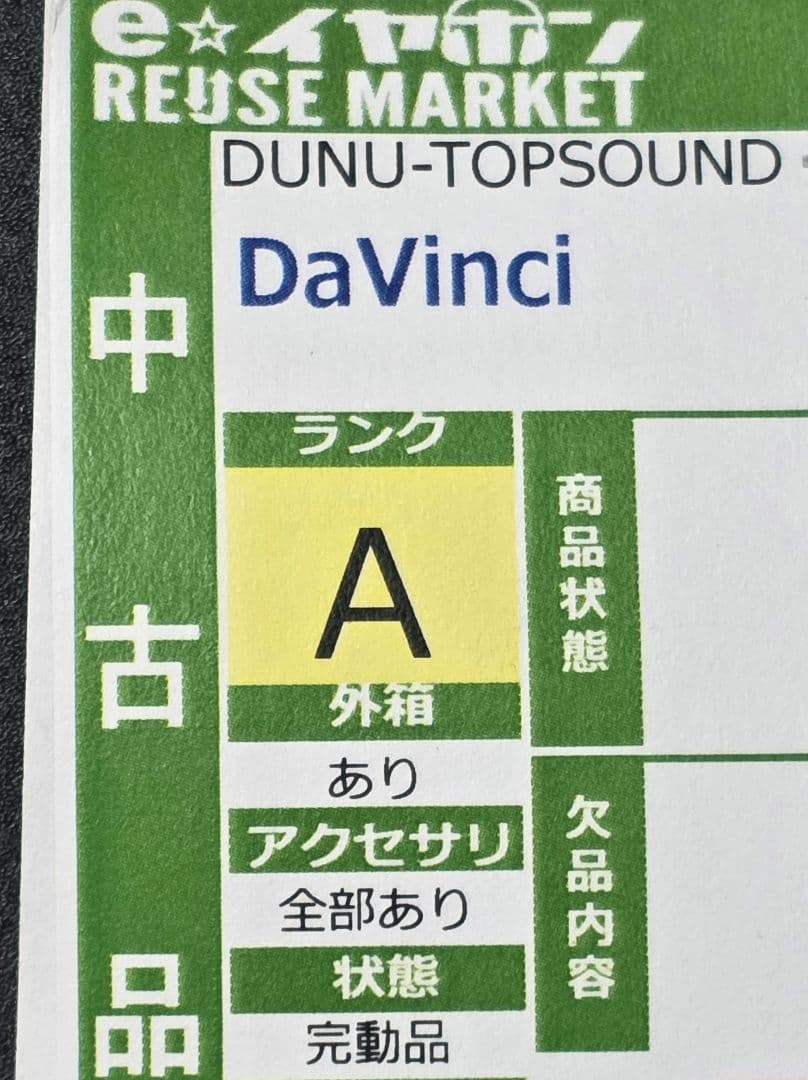 e☆イヤホン
REUSE MARKET
DUNU-TOPSOUND
DaVinci
中古品
ランク
A
外箱
あり
アクセサリ
全部あり
状態
完動品
商品状態
欠品内容